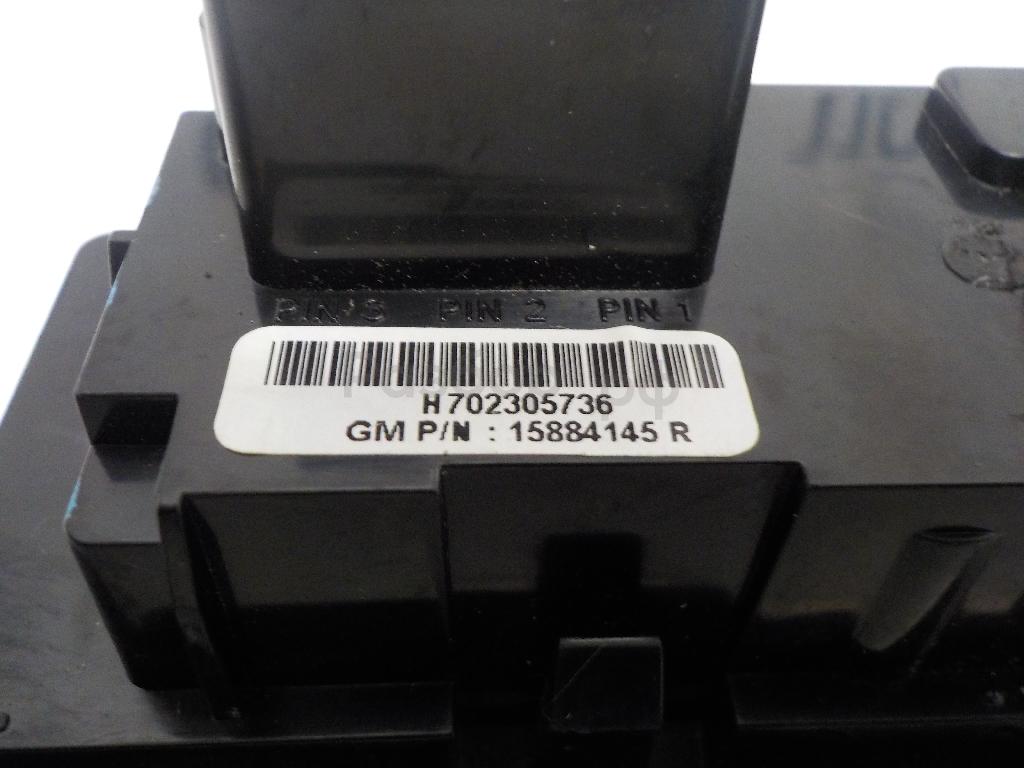 PIN 3 PIN 2 PIN 1
H702305736
GM P/N : 15884145 R